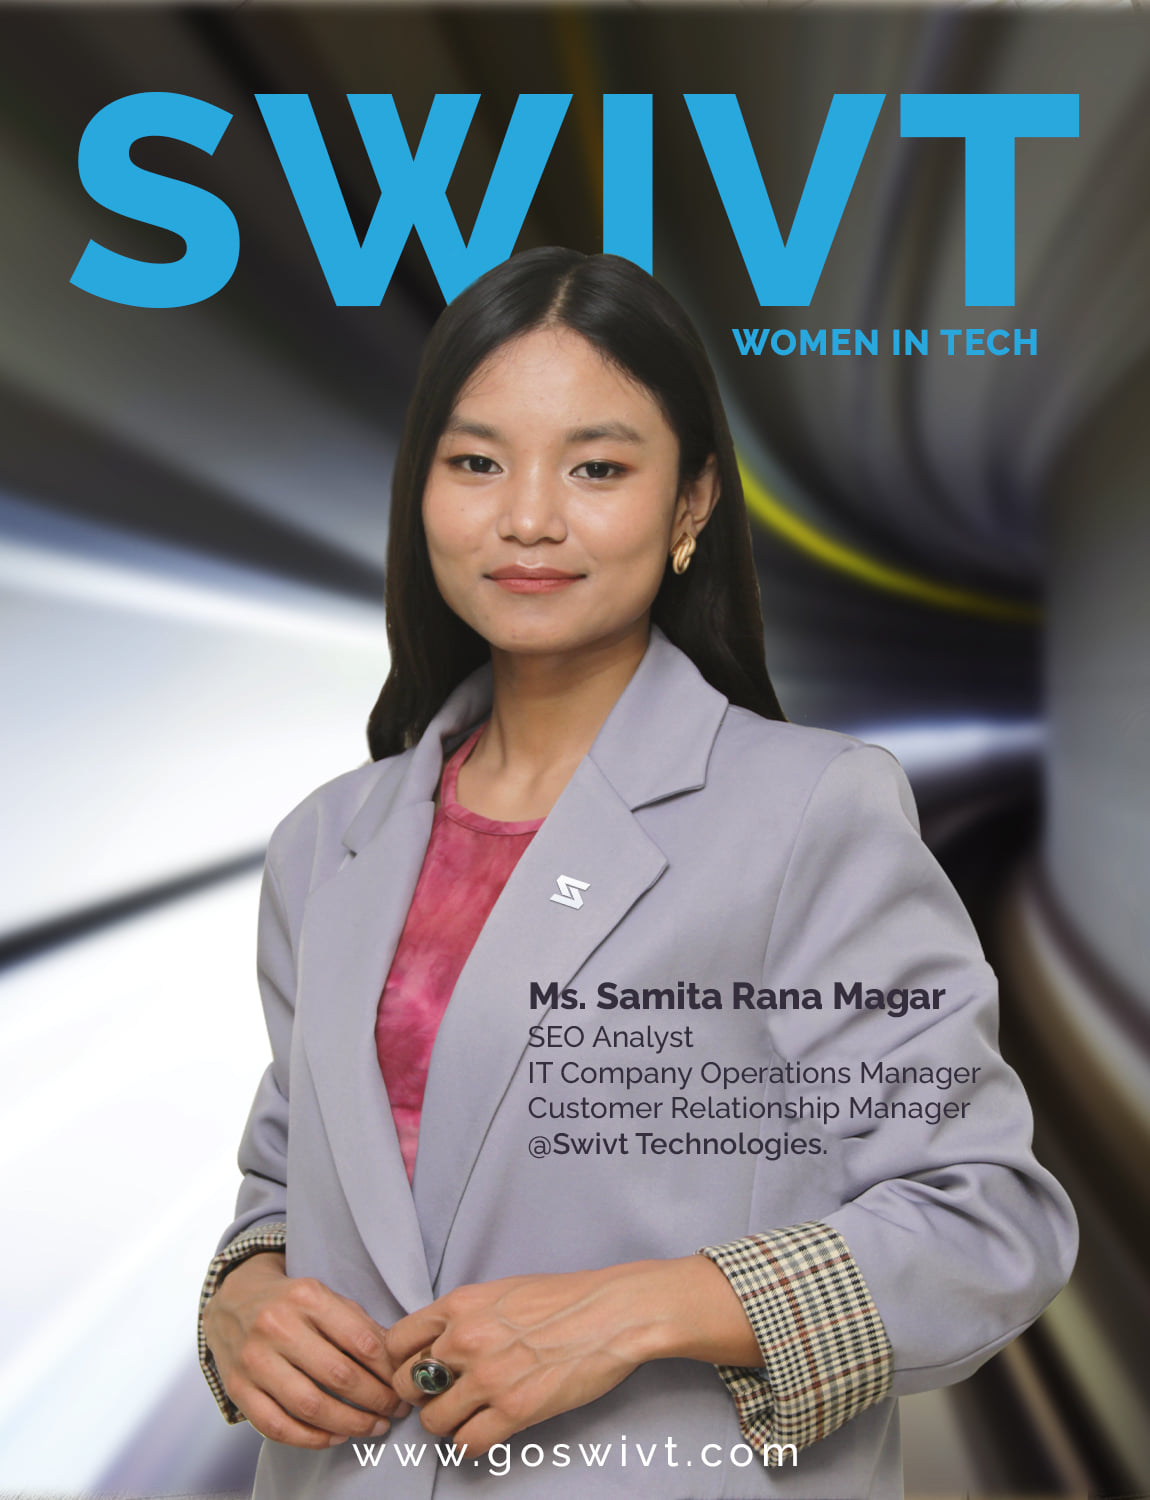 SWIVT
WOMEN IN TECH
Ms. Samita Rana Magar
SEO Analyst
IT Company Operations Manager
Customer Relationship Manager
@Swivt Technologies.
www.goswivt.com